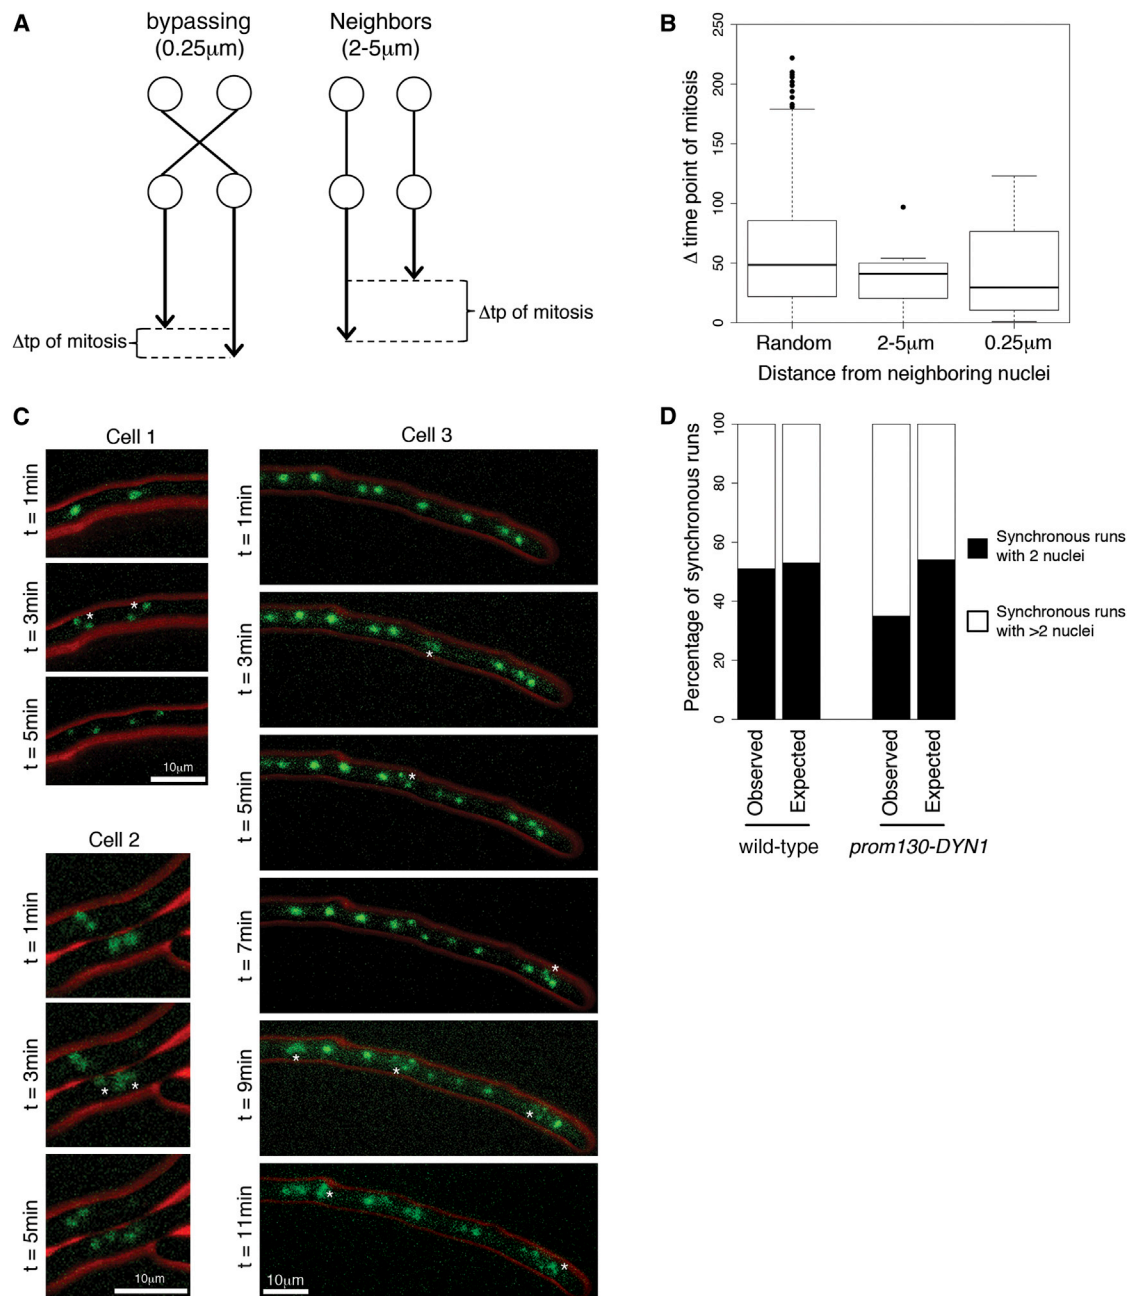 A
bypassing
(0.25µm)
Neighbors
(2-5µm)
Δtp of mitosis
Δtp of mitosis
B
Δ time point of mitosis
250
200
150
100
50
0
Random
2-5µm
0.25µm
Distance from neighboring nuclei
C
Cell 1
t = 1min
t = 3min
* *
t = 5min
10µm
Cell 2
t = 1min
t = 3min
* *
t = 5min
10µm
Cell 3
t = 1min
t = 3min
*
t = 5min
*
t = 7min
*
t = 9min
* * *
t = 11min
* *
10µm
D
Percentage of synchronous runs
100
80
60
40
20
0
Observed
Expected
Observed
Expected
wild-type
prom130-DYN1
Synchronous runs
with 2 nuclei
Synchronous runs
with >2 nuclei